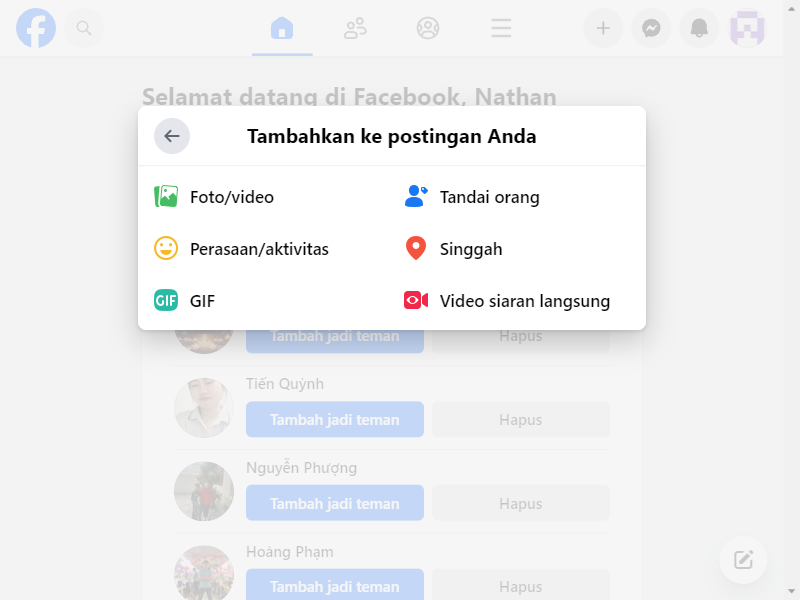 Selamat datang di Facebook, Nathan
Tambahkan ke postingan Anda
Foto/video
Tandai orang
Perasaan/aktivitas
Singgah
GIF
GIF
Video siaran langsung
Tambah jadi teman
Hapus
Tiến Quỳnh
Tambah jadi teman
Hapus
Nguyễn Phượng
Tambah jadi teman
Hapus
Hoàng Phạm
Tambah jadi teman
Hapus